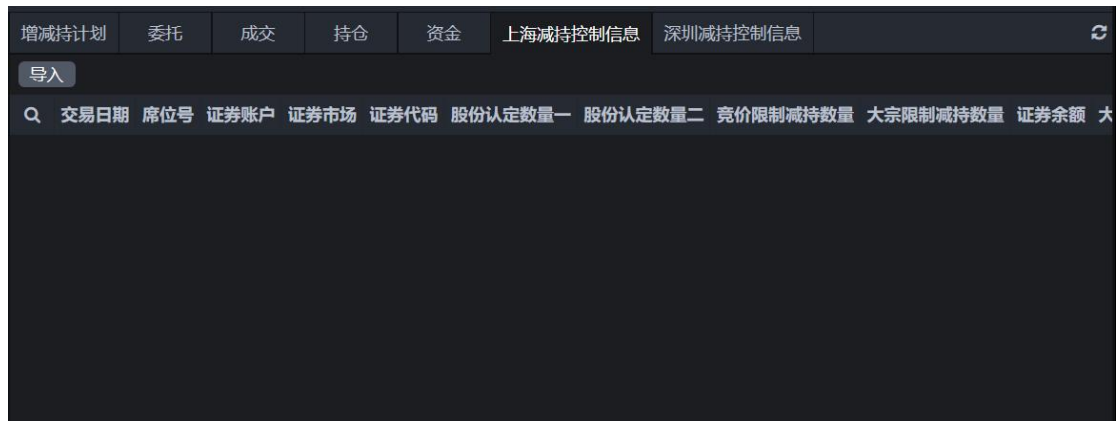 增减持计划 委托 成交 持仓 资金 上海减持控制信息 深圳减持控制信息
导入
交易日期 席位号 证券账户 证券市场 证券代码 股份认定数量一 股份认定数量二 竞价限制减持数量 大宗限制减持数量 证券余额 大